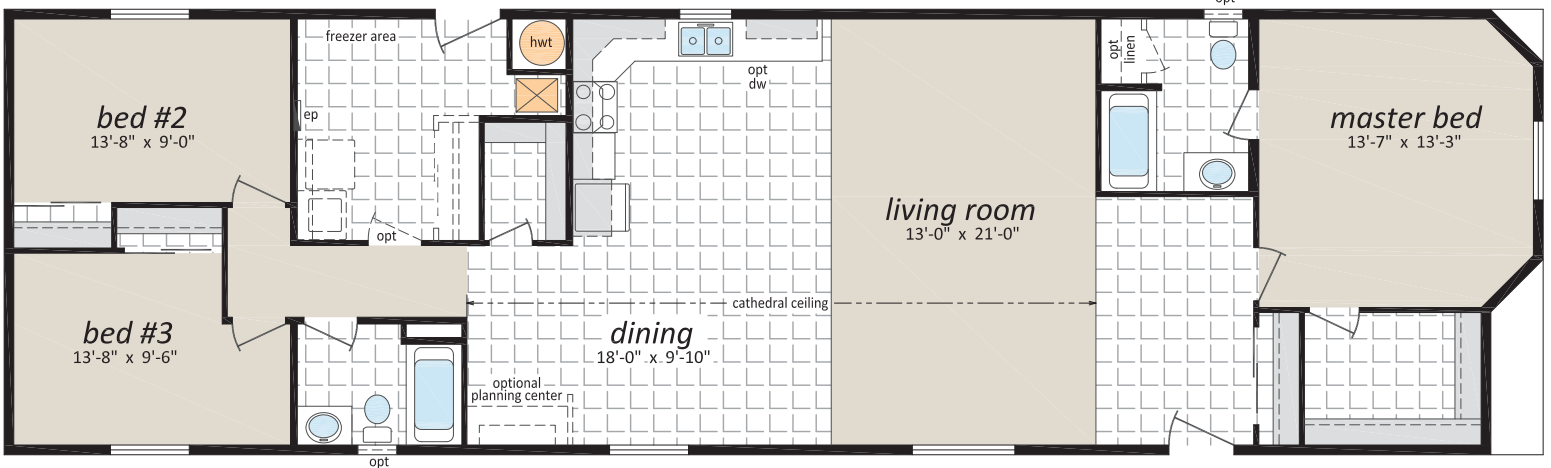 opt
freezer area
hwt
opt
linen
opt
dw
ep
bed #2
13'-8" x 9'-0"
master bed
13'-7" x 13'-3"
living room
13'-0" x 21'-0"
opt
cathedral ceiling
bed #3
13'-8" x 9'-6"
dining
18'-0" x 9'-10"
optional
planning center
opt